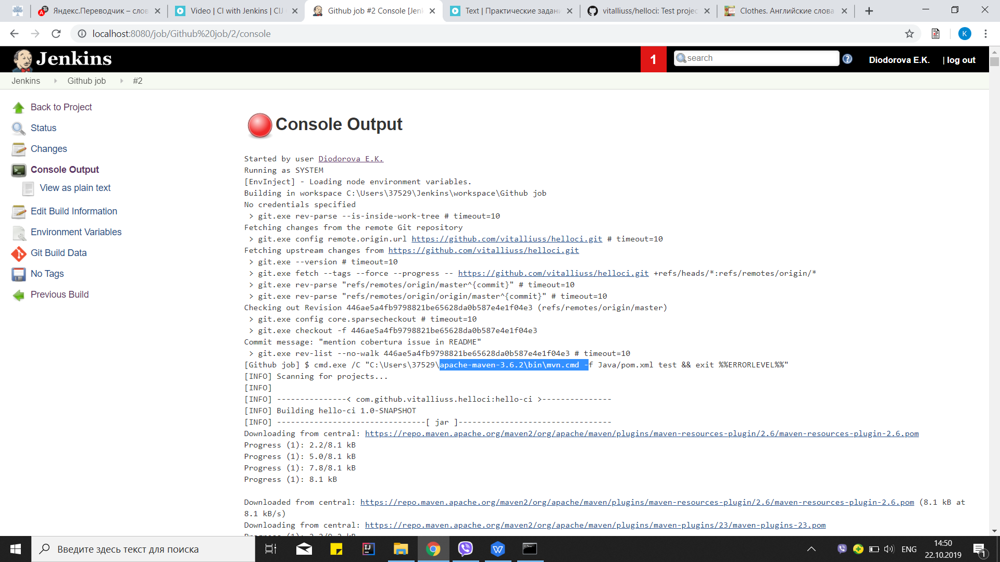 Яндекс.Переводчик – слов
Video | CI with Jenkins | CIJ
Github job #2 Console [Jenk
Text | Практические задани
vitalliuss/helloci: Test projec
Clothes. Английские слова
localhost:8080/job/Github%20job/2/console
K
Jenkins
1
search
Diodorova E.K.
| log out
Jenkins
Github job
#2
Back to Project
Status
Changes
Console Output
View as plain text
Edit Build Information
Environment Variables
Git Build Data
No Tags
Previous Build
Console Output
Started by user Diodorova E.K.
Running as SYSTEM
[EnvInject] - Loading node environment variables.
Building in workspace C:\Users\37529\Jenkins\workspace\Github job
No credentials specified
> git.exe rev-parse --is-inside-work-tree # timeout=10
Fetching changes from the remote Git repository
> git.exe config remote.origin.url https://github.com/vitalliuss/helloci.git # timeout=10
Fetching upstream changes from https://github.com/vitalliuss/helloci.git
> git.exe --version # timeout=10
> git.exe fetch --tags --force --progress -- https://github.com/vitalliuss/helloci.git +refs/heads/*:refs/remotes/origin/*
> git.exe rev-parse "refs/remotes/origin/master^{commit}" # timeout=10
> git.exe rev-parse "refs/remotes/origin/origin/master^{commit}" # timeout=10
Checking out Revision 446ae5a4fb9798821be65628da0b587e4e1f04e3 (refs/remotes/origin/master)
> git.exe config core.sparsecheckout # timeout=10
> git.exe checkout -f 446ae5a4fb9798821be65628da0b587e4e1f04e3
Commit message: "mention cobertura issue in README"
> git.exe rev-list --no-walk 446ae5a4fb9798821be65628da0b587e4e1f04e3 # timeout=10
[Github job] $ cmd.exe /C "C:\Users\37529\apache-maven-3.6.2\bin\mvn.cmd -f Java/pom.xml test && exit %%ERRORLEVEL%%"
[INFO] Scanning for projects...
[INFO]
[INFO] ---------------< com.github.vitalliuss.helloci:hello-ci >---------------
[INFO] Building hello-ci 1.0-SNAPSHOT
[INFO] --------------------------------[ jar ]---------------------------------
Downloading from central: https://repo.maven.apache.org/maven2/org/apache/maven/plugins/maven-resources-plugin/2.6/maven-resources-plugin-2.6.pom
Progress (1): 2.2/8.1 kB
Progress (1): 5.0/8.1 kB
Progress (1): 7.8/8.1 kB
Progress (1): 8.1 kB
Downloaded from central: https://repo.maven.apache.org/maven2/org/apache/maven/plugins/maven-resources-plugin/2.6/maven-resources-plugin-2.6.pom (8.1 kB at
8.1 kB/s)
Downloading from central: https://repo.maven.apache.org/maven2/org/apache/maven/plugins/maven-plugins/23/maven-plugins-23.pom
Progress (1): 2.2/9.2 kB
Введите здесь текст для поиска
ENG
14:50
22.10.2019
1